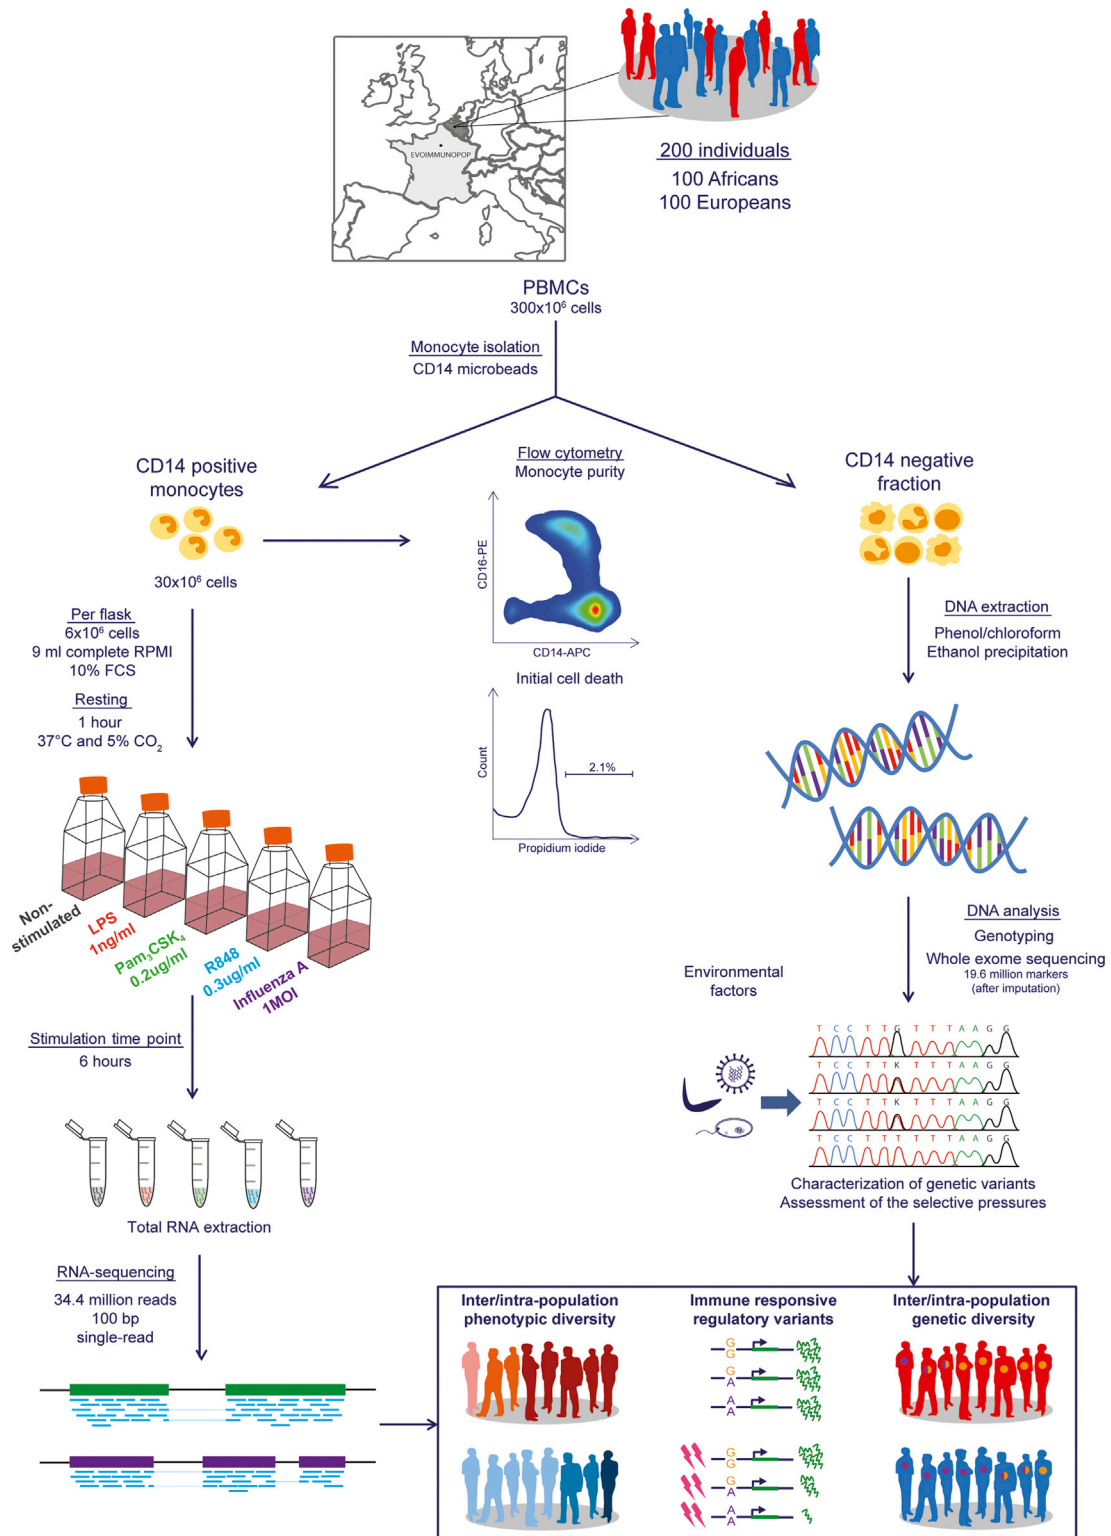 EVOIMMUNOPOP
200 individuals
100 Africans
100 Europeans
PBMCs
300x10⁶ cells
Monocyte isolation
CD14 microbeads
CD14 positive
monocytes
30x10⁶ cells
Flow cytometry
Monocyte purity
CD16-PE
CD14-APC
Initial cell death
Count
2.1%
Propidium iodide
CD14 negative
fraction
DNA extraction
Phenol/chloroform
Ethanol precipitation
Per flask
6x10⁶ cells
9 ml complete RPMI
10% FCS
Resting
1 hour
37°C and 5% CO₂
Non-
stimulated
LPS
1ng/ml
Pam₃CSK₄
0.2ug/ml
R848
0.3ug/ml
Influenza A
1MOI
Stimulation time point
6 hours
Total RNA extraction
RNA-sequencing
34.4 million reads
100 bp
single-read
DNA analysis
Genotyping
Whole exome sequencing
19.6 million markers
(after imputation)
Environmental
factors
T C C T T G T T T A A G G
T C C T T K T T T A A G G
T C C T T K T T T A A G G
T C C T T T T T T A A G G
Characterization of genetic variants
Assessment of the selective pressures
Inter/intra-population
phenotypic diversity
Immune responsive
regulatory variants
G
G
G
A
A
A
G
G
G
A
A
A
Inter/intra-population
genetic diversity